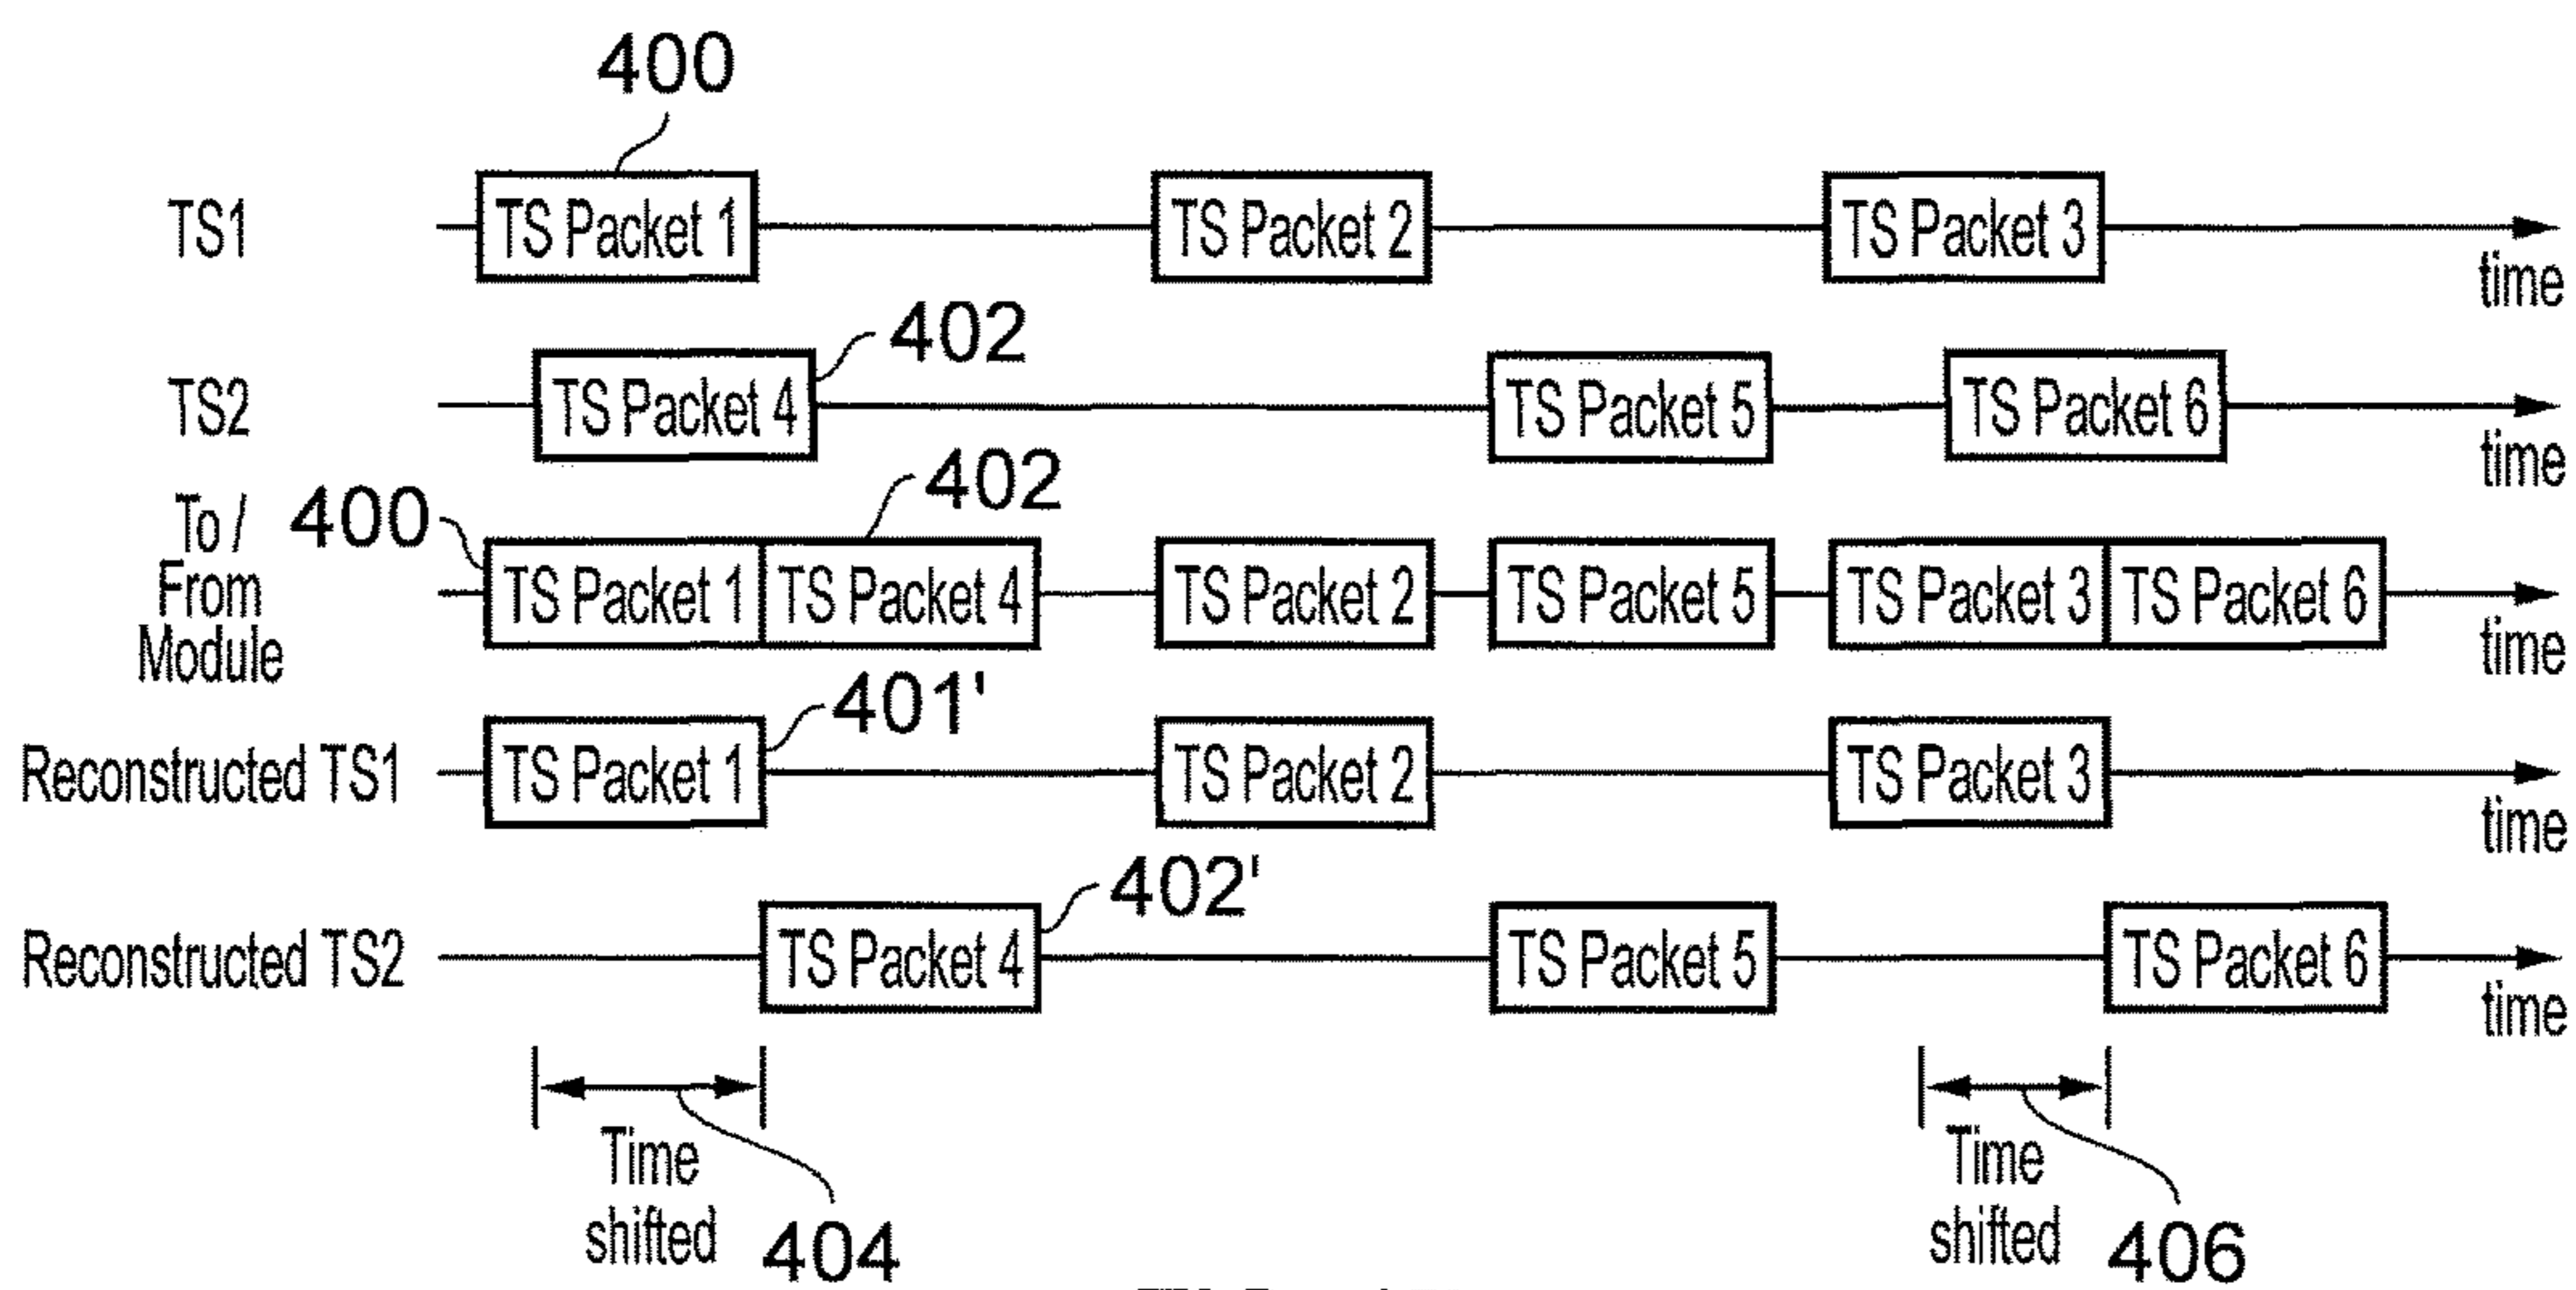 400
TS1
TS Packet 1
TS Packet 2
TS Packet 3
time
402
TS2
TS Packet 4
TS Packet 5
TS Packet 6
time
402
To /
From
Module
400
TS Packet 1
TS Packet 4
TS Packet 2
TS Packet 5
TS Packet 3
TS Packet 6
time
401'
Reconstructed TS1
TS Packet 1
TS Packet 2
TS Packet 3
time
402'
Reconstructed TS2
TS Packet 4
TS Packet 5
TS Packet 6
time
Time
shifted
404
Time
shifted
406